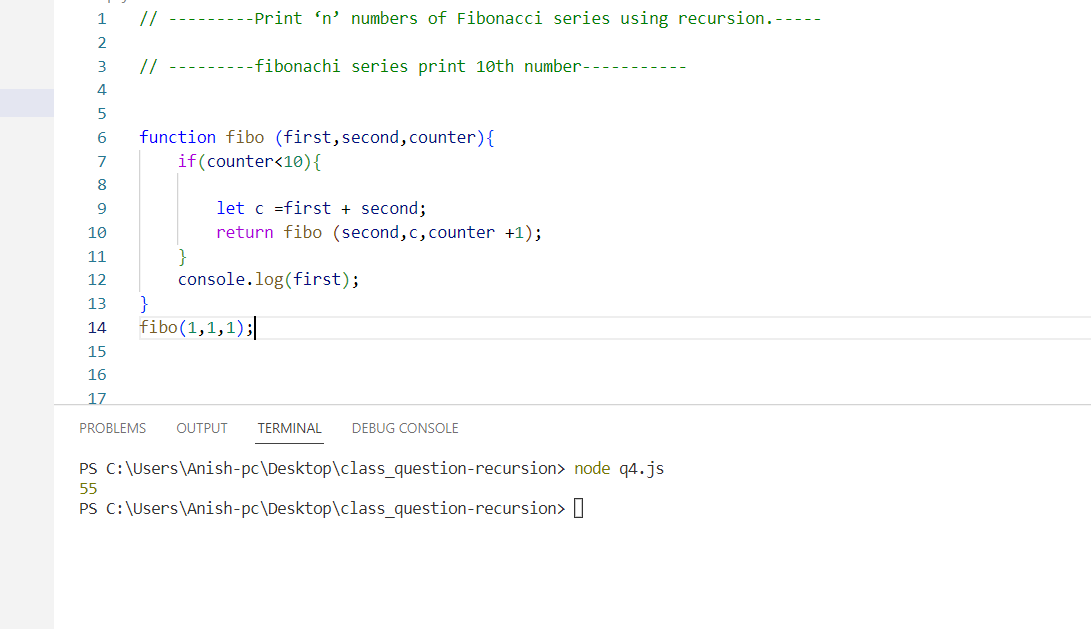 1 // ---------Print ‘n’ numbers of Fibonacci series using recursion.-----
2
3 // ---------fibonachi series print 10th number-----------
4
5
6 function fibo (first,second,counter){
7 if(counter<10){
8
9 let c =first + second;
10 return fibo (second,c,counter +1);
11 }
12 console.log(first);
13 }
14 fibo(1,1,1);
15
16
17
PROBLEMS OUTPUT TERMINAL DEBUG CONSOLE
PS C:\Users\Anish-pc\Desktop\class_question-recursion> node q4.js
55
PS C:\Users\Anish-pc\Desktop\class_question-recursion>